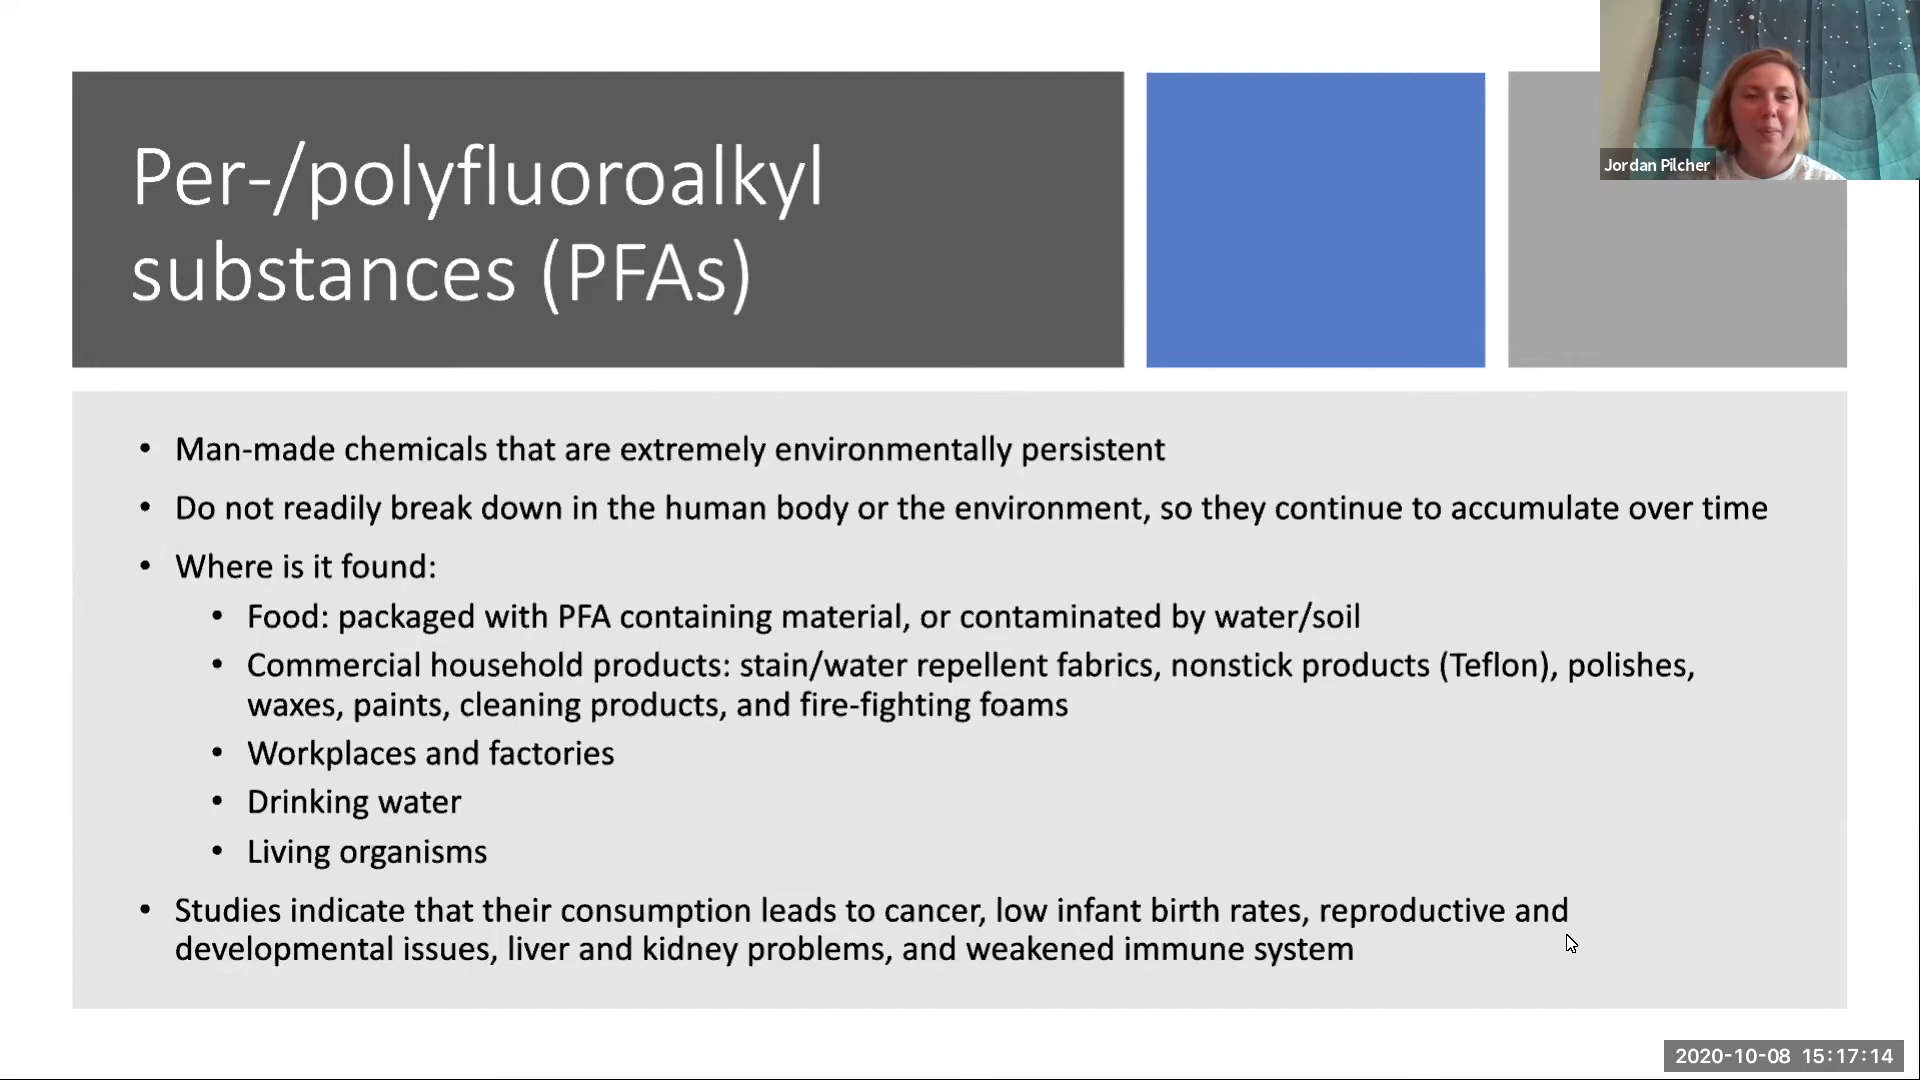 Per-/polyfluoroalkyl
substances (PFAs)
Jordan Pilcher
• Man-made chemicals that are extremely environmentally persistent
• Do not readily break down in the human body or the environment, so they continue to accumulate over time
• Where is it found:
• Food: packaged with PFA containing material, or contaminated by water/soil
• Commercial household products: stain/water repellent fabrics, nonstick products (Teflon), polishes,
waxes, paints, cleaning products, and fire-fighting foams
• Workplaces and factories
• Drinking water
• Living organisms
• Studies indicate that their consumption leads to cancer, low infant birth rates, reproductive and
developmental issues, liver and kidney problems, and weakened immune system
2020-10-08 15:17:14